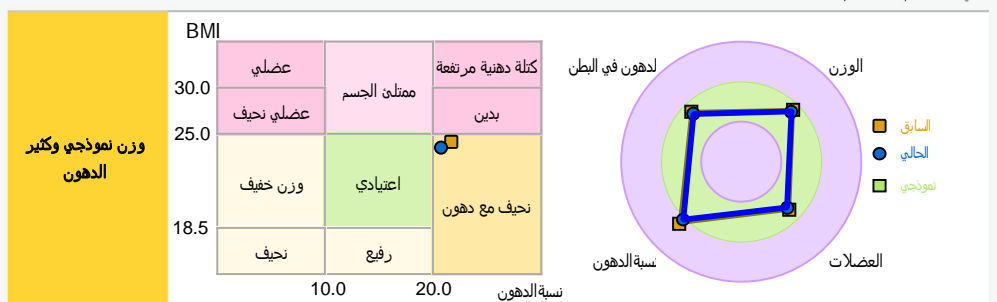 وزن نموذجي وكثير
الدهون
BMI
30.0
25.0
18.5
عضلي
ممتلئ الجسم
كتلة دهنية مرتفعة
عضلي نحيف
بدين
وزن خفيف
اعتيادي
نحيف مع دهون
نحيف
رفيع
10.0
20.0
نسبة الدهون
الدهون في البطن
الوزن
نسبة الدهون
العضلات
السابق
الحالي
نموذجي